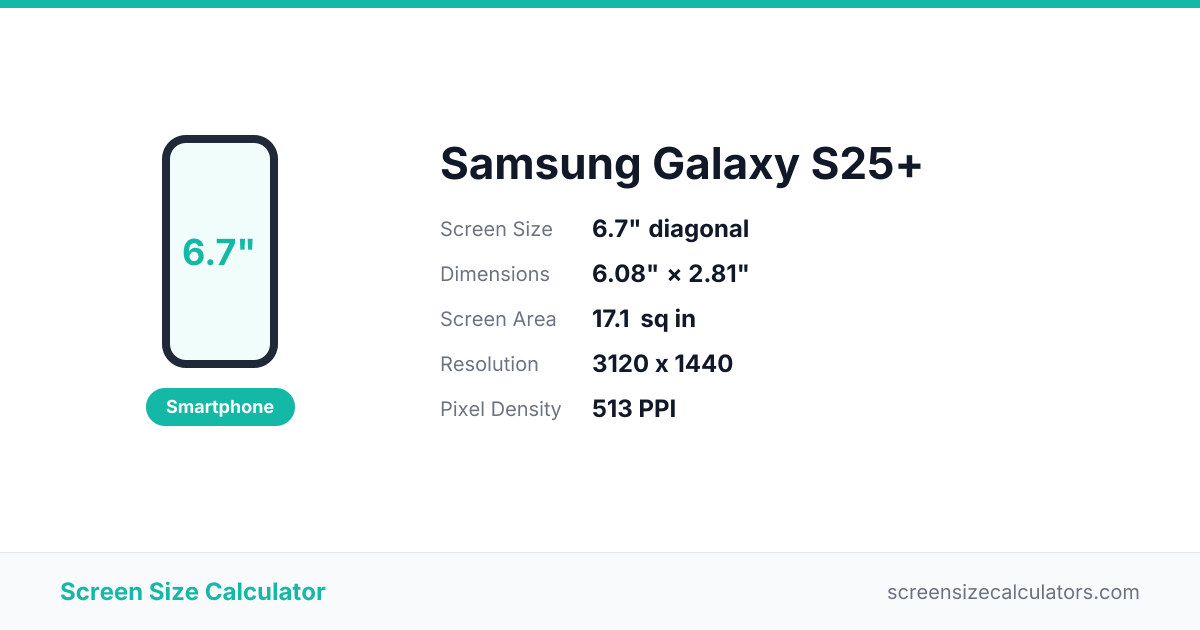 6.7"
Smartphone
Samsung Galaxy S25+
Screen Size 6.7" diagonal
Dimensions 6.08" × 2.81"
Screen Area 17.1 sq in
Resolution 3120 x 1440
Pixel Density 513 PPI
Screen Size Calculator
screensizecalculators.com